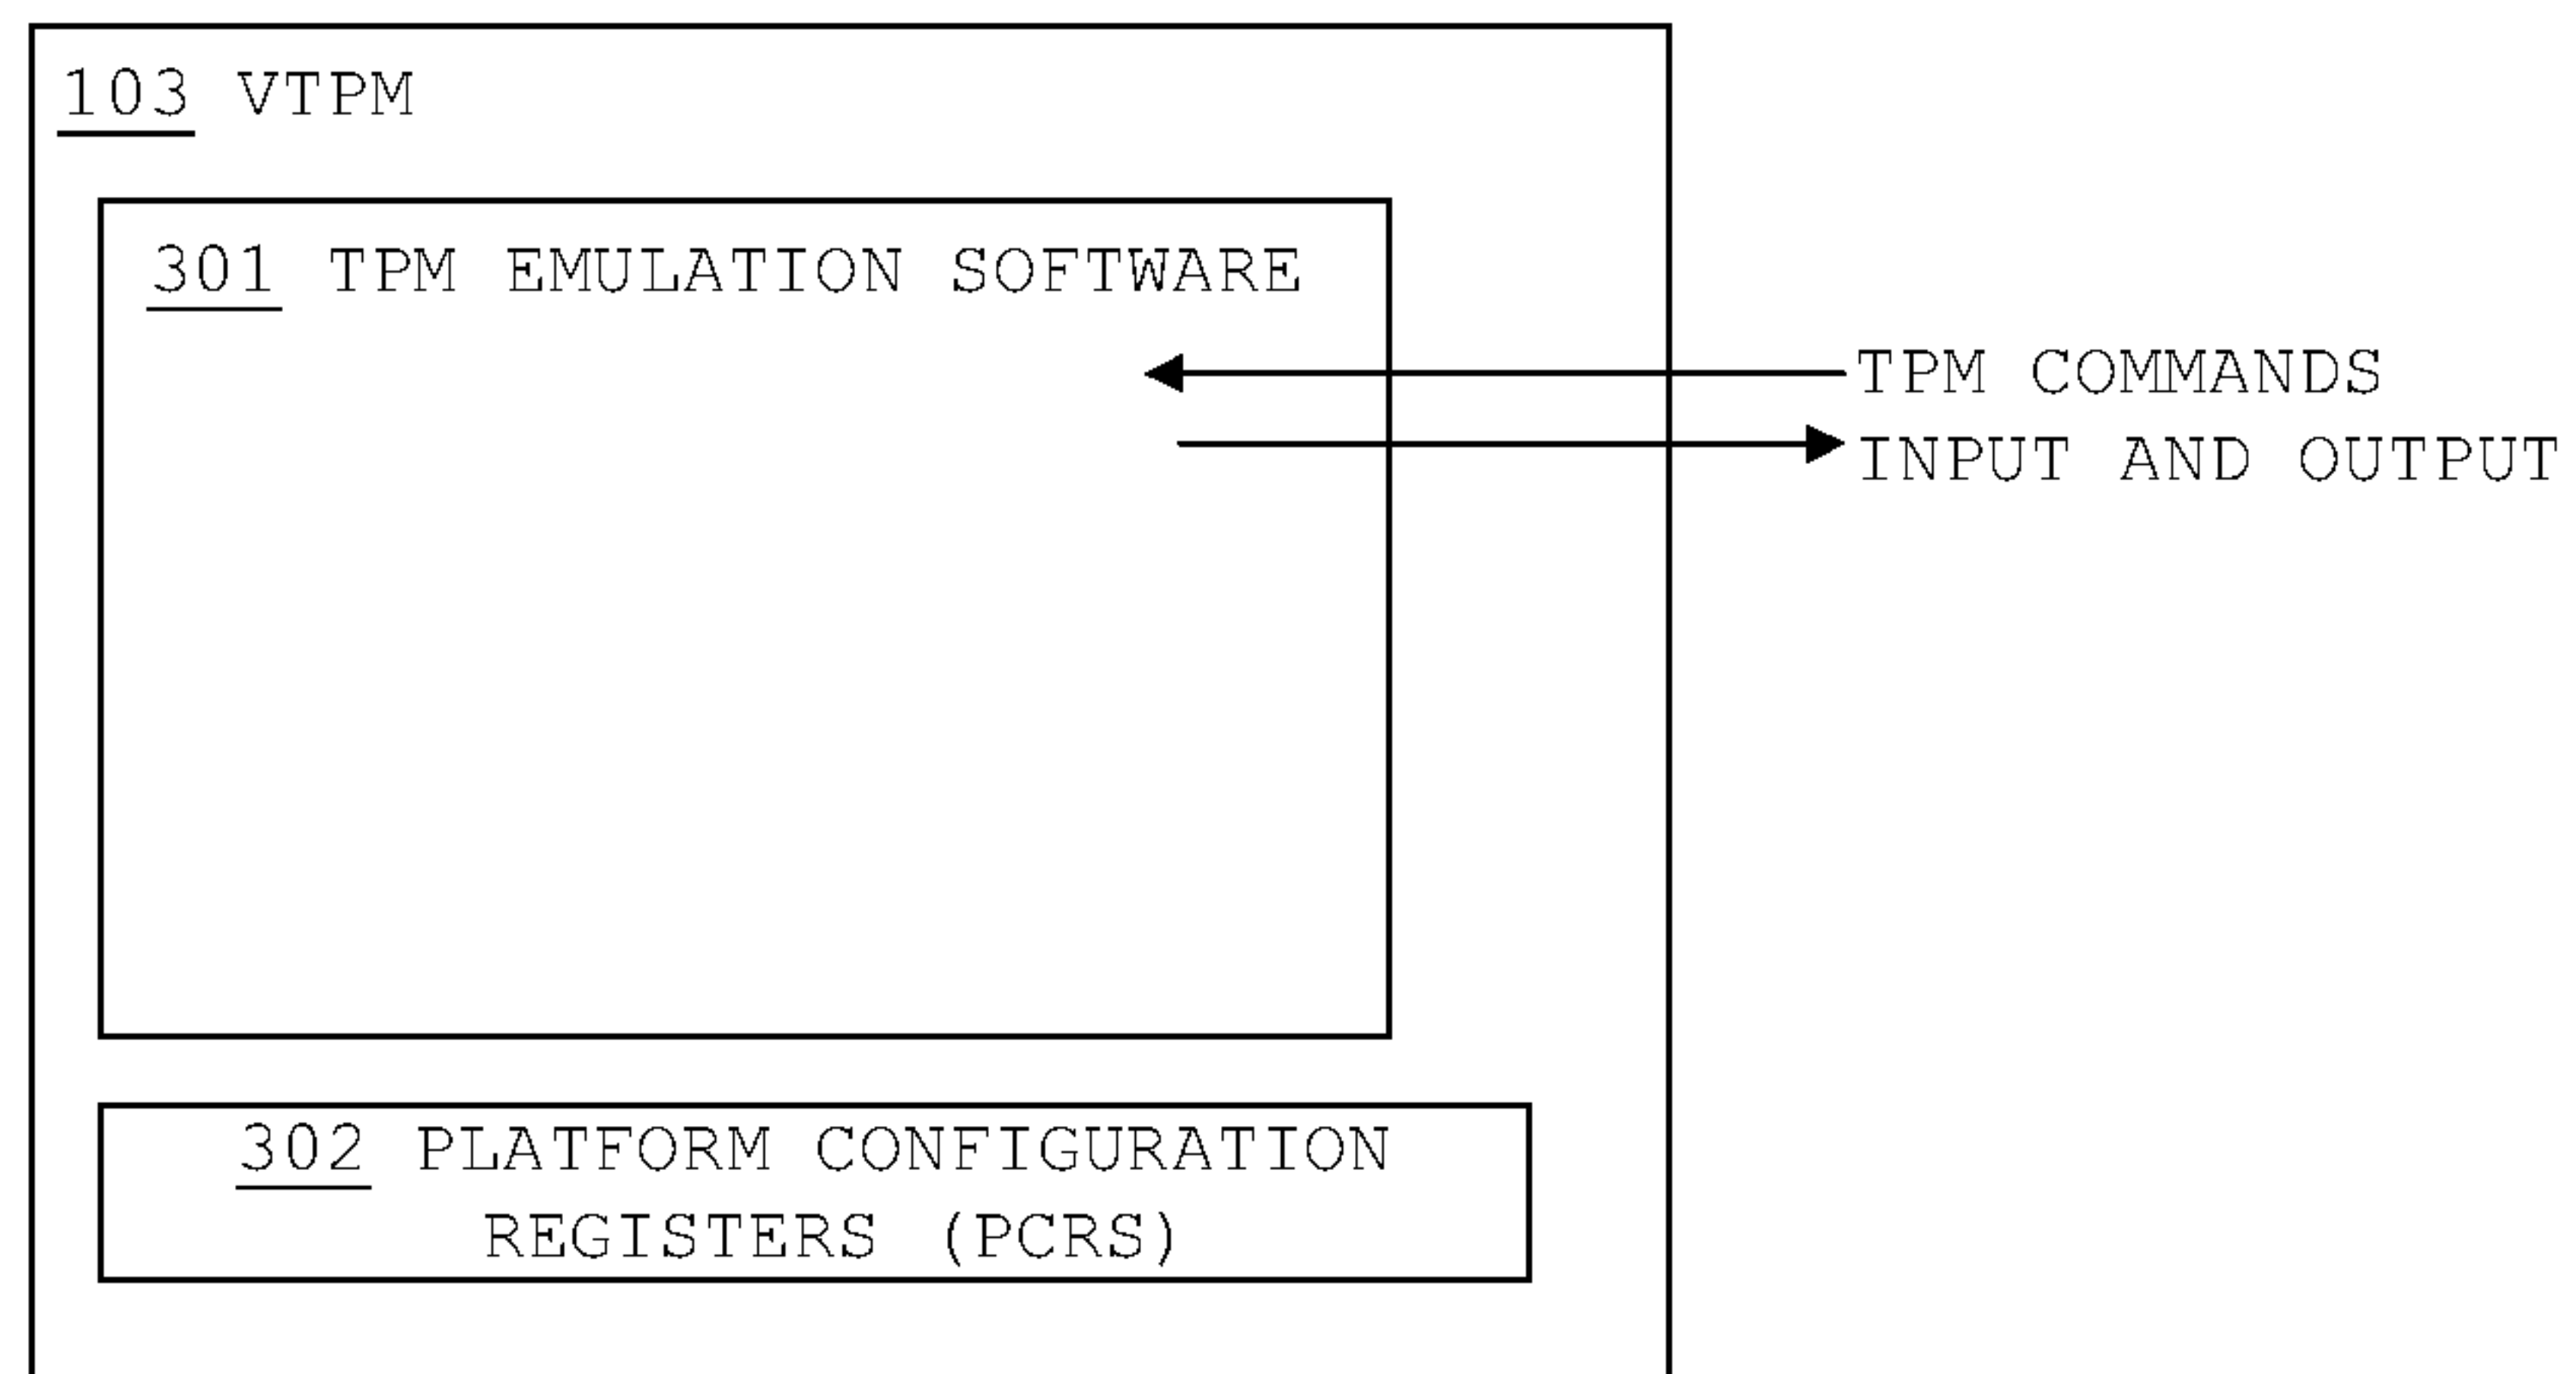 103 VTPM
301 TPM EMULATION SOFTWARE
TPM COMMANDS
INPUT AND OUTPUT
302 PLATFORM CONFIGURATION
REGISTERS (PCRS)